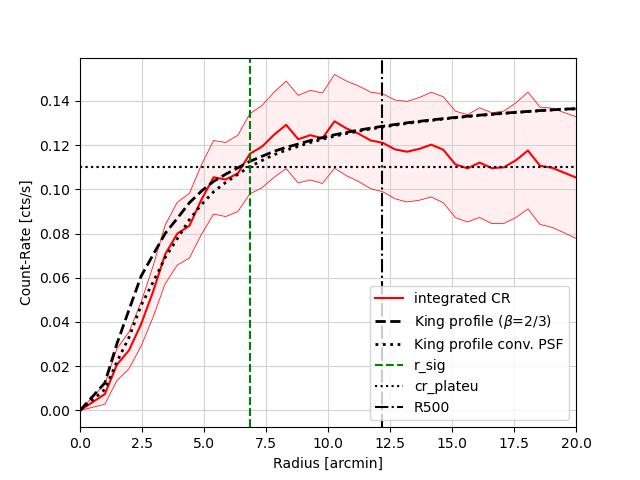 0.14
0.12
0.10
0.08
0.06
0.04
0.02
0.00
Count-Rate [cts/s]
integrated CR
King profile (β=2/3)
King profile conv. PSF
r_sig
cr_plateu
R500
0.0 2.5 5.0 7.5 10.0 12.5 15.0 17.5 20.0
Radius [arcmin]